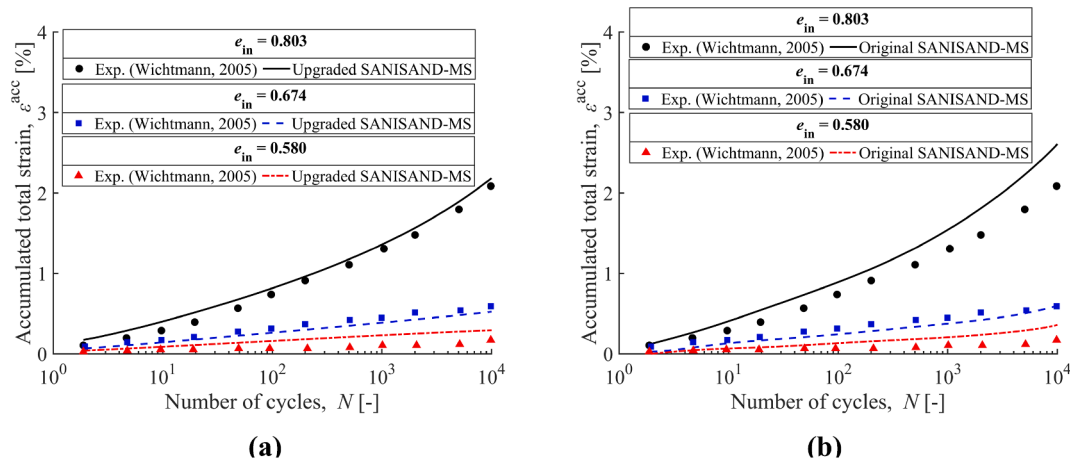 4
3
2
1
0
Accumulated total strain, ε^acc [%]
e_in = 0.803
Exp. (Wichtmann, 2005) Upgraded SANISAND-MS
e_in = 0.674
Exp. (Wichtmann, 2005) Upgraded SANISAND-MS
e_in = 0.580
Exp. (Wichtmann, 2005) Upgraded SANISAND-MS
10^0 10^1 10^2 10^3 10^4
Number of cycles, N [-]
(a)
4
3
2
1
0
Accumulated total strain, ε^acc [%]
e_in = 0.803
Exp. (Wichtmann, 2005) Original SANISAND-MS
e_in = 0.674
Exp. (Wichtmann, 2005) Original SANISAND-MS
e_in = 0.580
Exp. (Wichtmann, 2005) Original SANISAND-MS
10^0 10^1 10^2 10^3 10^4
Number of cycles, N [-]
(b)